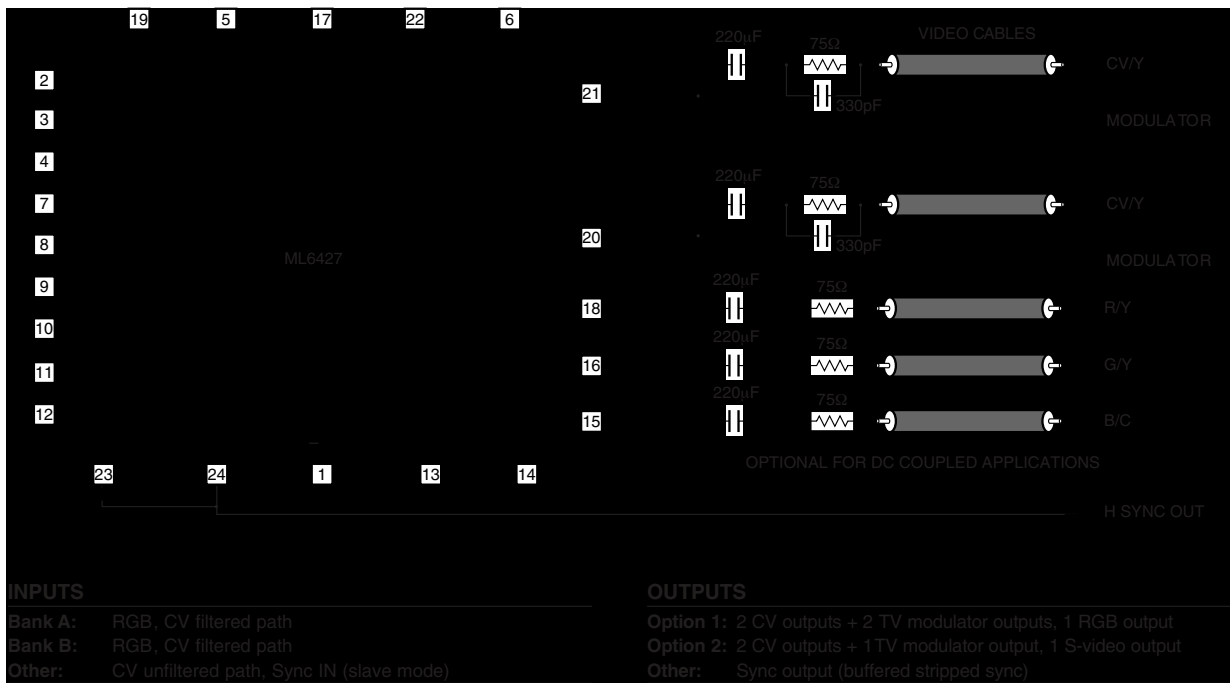 19 5 17 22 6
220µF 75Ω VIDEO CABLES
CV/Y
330pF
MODULATOR
2
3
4
7
8
9
10
11
12
ML6427
21
20
18
16
15
220µF 75Ω
CV/Y
330pF
MODULATOR
220µF 75Ω
R/Y
220µF 75Ω
G/Y
220µF 75Ω
B/C
OPTIONAL FOR DC COUPLED APPLICATIONS
23 24 1 13 14
H SYNC OUT
INPUTS
Bank A: RGB, CV filtered path
Bank B: RGB, CV filtered path
Other: CV unfiltered path, Sync IN (slave mode)
OUTPUTS
Option 1: 2 CV outputs + 2 TV modulator outputs, 1 RGB output
Option 2: 2 CV outputs + 1TV modulator output, 1 S-video output
Other: Sync output (buffered stripped sync)